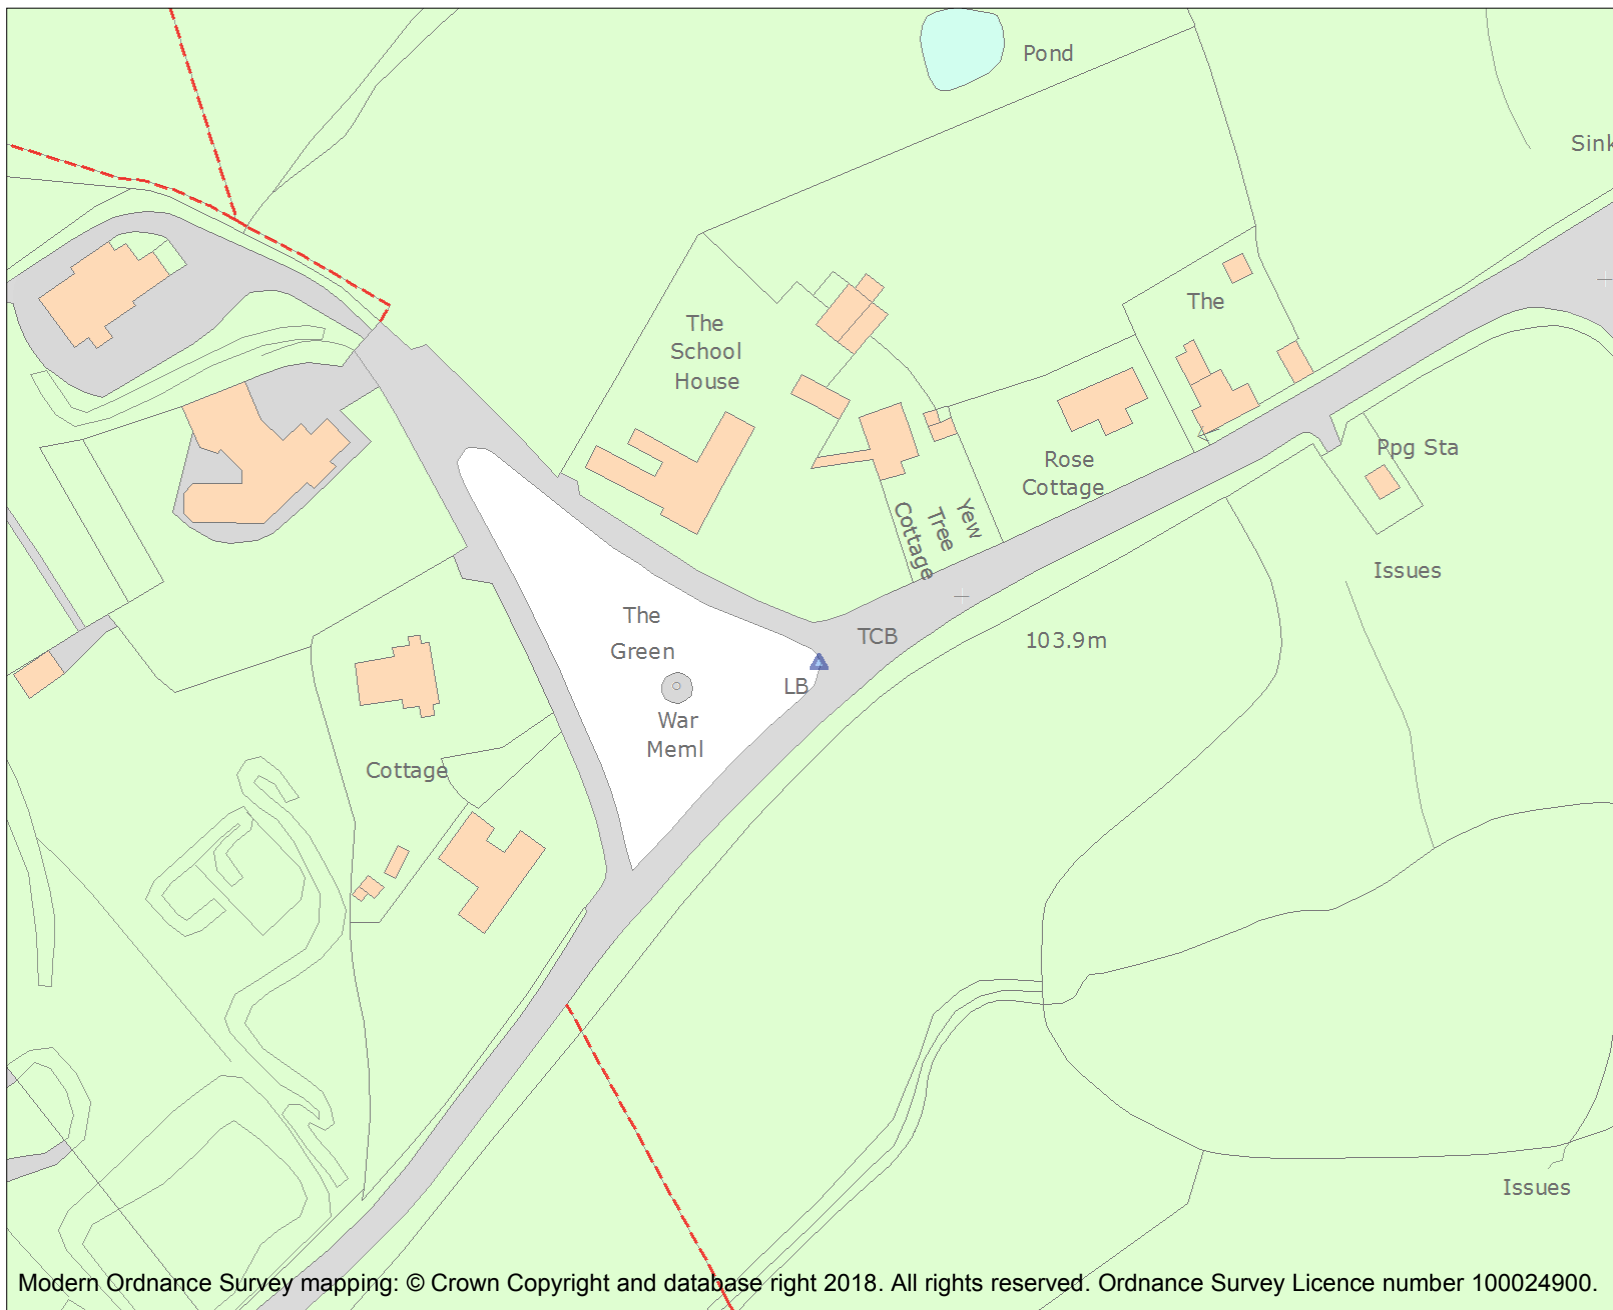 Pond
Sink
The
The
School
House
Ppg Sta
Rose
Cottage
Yew
Tree
Cottage
Issues
The
Green
TCB
103.9m
LB
War
Meml
Cottage
Issues
Modern Ordnance Survey mapping: © Crown Copyright and database right 2018. All rights reserved. Ordnance Survey Licence number 100024900.